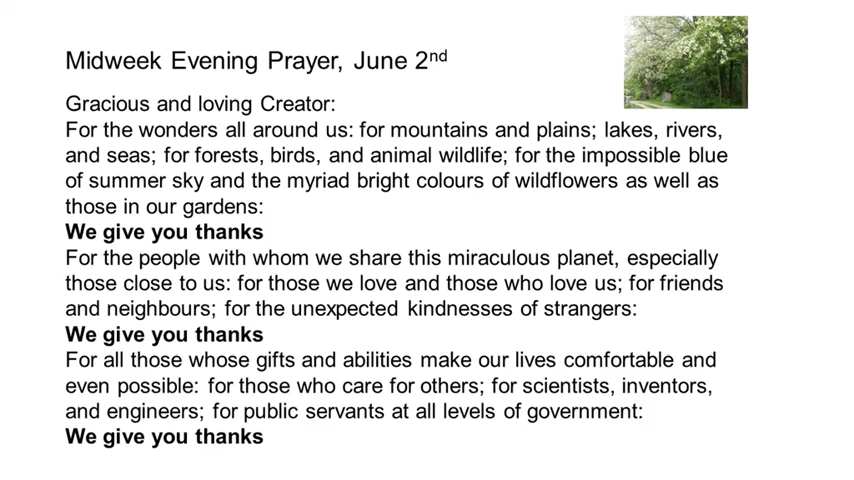 Midweek Evening Prayer, June 2nd
Gracious and loving Creator:
For the wonders all around us: for mountains and plains; lakes, rivers,
and seas; for forests, birds, and animal wildlife; for the impossible blue
of summer sky and the myriad bright colours of wildflowers as well as
those in our gardens:
We give you thanks
For the people with whom we share this miraculous planet, especially
those close to us: for those we love and those who love us; for friends
and neighbours; for the unexpected kindnesses of strangers:
We give you thanks
For all those whose gifts and abilities make our lives comfortable and
even possible: for those who care for others; for scientists, inventors,
and engineers; for public servants at all levels of government:
We give you thanks